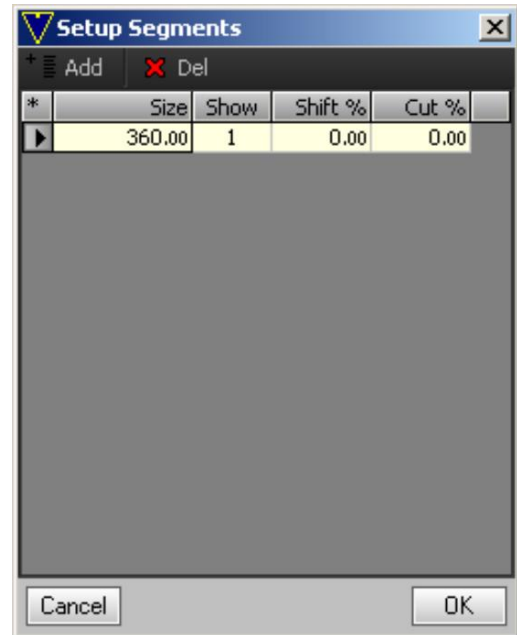 Setup Segments
Add Del
* Size Show Shift % Cut %
360.00 1 0.00 0.00
Cancel OK